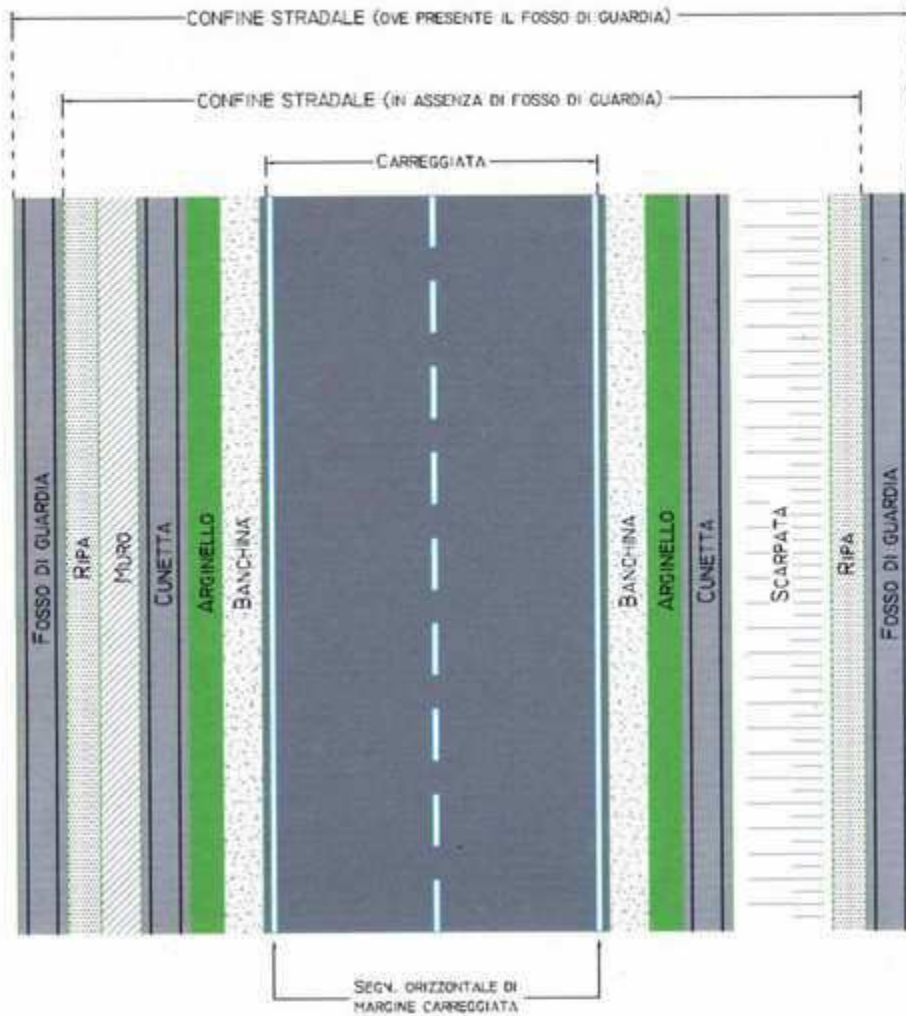 CONFINE STRADALE (OVE PRESENTE IL FOSSO DI GUARDIA)
CONFINE STRADALE (IN ASSENZA DI FOSSO DI GUARDIA)
CARREGGIATA
FOSSO DI GUARDIA
RIPA
MURO
CUNETTA
ARGINELLO
BANCHINA
BANCHINA
ARGINELLO
CUNETTA
SCARPATA
RIPA
FOSSO DI GUARDIA
SEGN. ORIZZONTALE DI
MARGINE CARREGGIATA